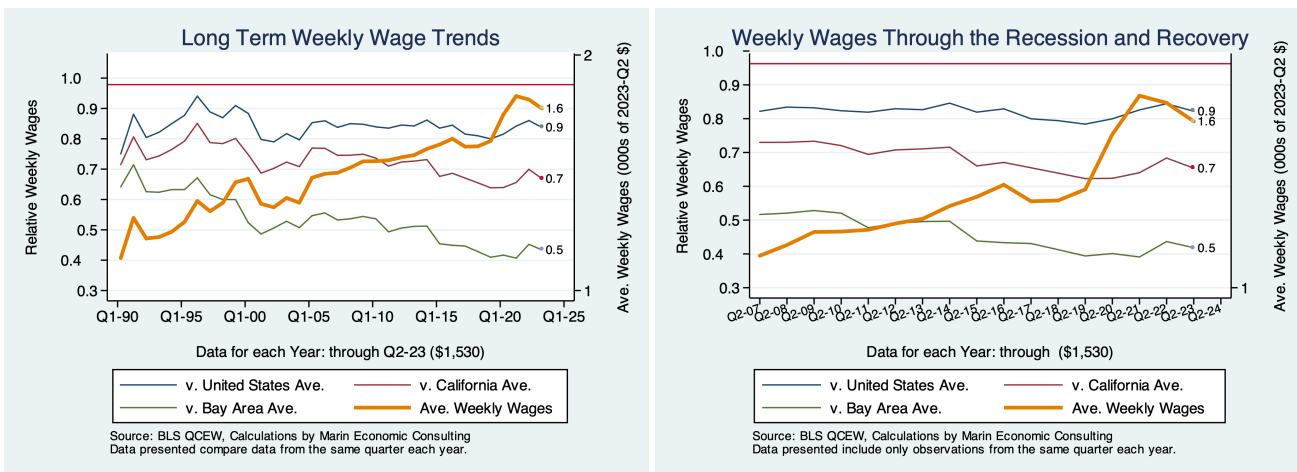 Long Term Weekly Wage Trends
Relative Weekly Wages
1.0
0.9
0.8
0.7
0.6
0.5
0.4
0.3
2
1
Ave. Weekly Wages (000s of 2023-Q2 $)
1.6
0.9
0.7
0.5
Q1-90 Q1-95 Q1-00 Q1-05 Q1-10 Q1-15 Q1-20 Q1-25
Data for each Year: through Q2-23 ($1,530)
v. United States Ave. v. California Ave.
v. Bay Area Ave. Ave. Weekly Wages
Source: BLS QCEW, Calculations by Marin Economic Consulting
Data presented compare data from the same quarter each year.
Weekly Wages Through the Recession and Recovery
Relative Weekly Wages
1.0
0.9
0.8
0.7
0.6
0.5
0.4
0.3
1
Ave. Weekly Wages (000s of 2023-Q2 $)
0.9
1.6
0.7
0.5
Q2-07 Q2-08 Q2-09 Q2-10 Q2-11 Q2-12 Q2-13 Q2-14 Q2-15 Q2-16 Q2-17 Q2-18 Q2-19 Q2-20 Q2-21 Q2-22 Q2-23 Q2-24
Data for each Year: through ($1,530)
v. United States Ave. v. California Ave.
v. Bay Area Ave. Ave. Weekly Wages
Source: BLS QCEW, Calculations by Marin Economic Consulting
Data presented include only observations from the same quarter each year.